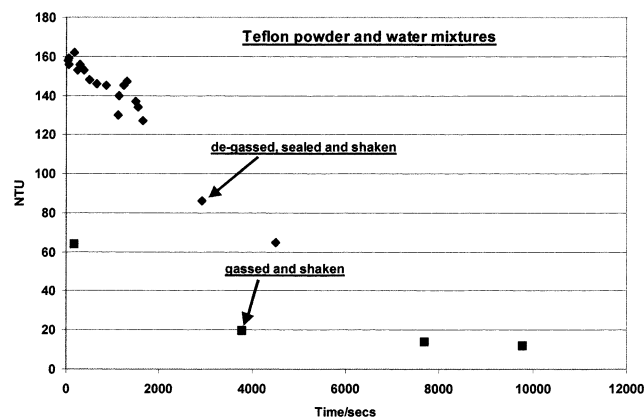 Teflon powder and water mixtures
180
160
140
120
100
80
60
40
20
0
NTU
de-gassed, sealed and shaken
gassed and shaken
0 2000 4000 6000 8000 10000 12000
Time/secs